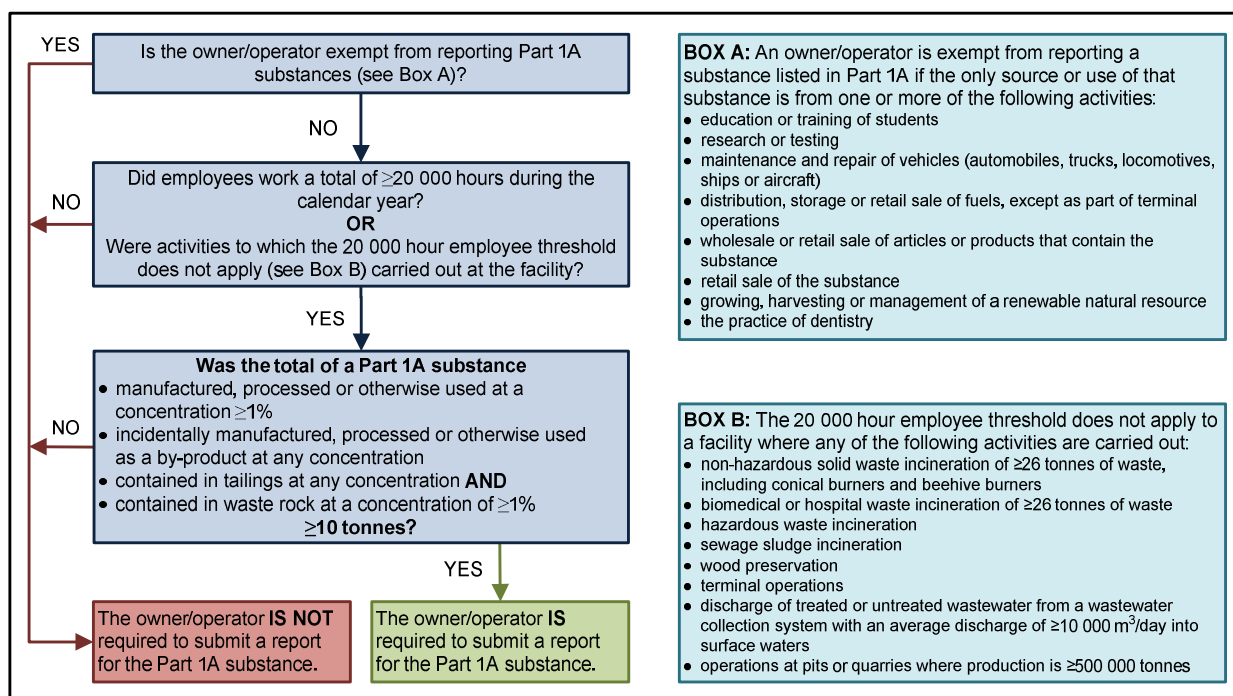 YES
Is the owner/operator exempt from reporting Part 1A
substances (see Box A)?
NO
Did employees work a total of ≥20 000 hours during the
calendar year?
OR
Were activities to which the 20 000 hour employee threshold
does not apply (see Box B) carried out at the facility?
NO
YES
Was the total of a Part 1A substance
• manufactured, processed or otherwise used at a
concentration ≥1%
• incidentally manufactured, processed or otherwise used
as a by-product at any concentration
• contained in tailings at any concentration AND
• contained in waste rock at a concentration of ≥1%
≥10 tonnes?
NO
YES
The owner/operator IS NOT
required to submit a report
for the Part 1A substance.
The owner/operator IS
required to submit a report
for the Part 1A substance.
BOX A: An owner/operator is exempt from reporting a
substance listed in Part 1A if the only source or use of that
substance is from one or more of the following activities:
• education or training of students
• research or testing
• maintenance and repair of vehicles (automobiles, trucks, locomotives,
ships or aircraft)
• distribution, storage or retail sale of fuels, except as part of terminal
operations
• wholesale or retail sale of articles or products that contain the
substance
• retail sale of the substance
• growing, harvesting or management of a renewable natural resource
• the practice of dentistry
BOX B: The 20 000 hour employee threshold does not apply to
a facility where any of the following activities are carried out:
• non-hazardous solid waste incineration of ≥26 tonnes of waste,
including conical burners and beehive burners
• biomedical or hospital waste incineration of ≥26 tonnes of waste
• hazardous waste incineration
• sewage sludge incineration
• wood preservation
• terminal operations
• discharge of treated or untreated wastewater from a wastewater
collection system with an average discharge of ≥10 000 m³/day into
surface waters
• operations at pits or quarries where production is ≥500 000 tonnes